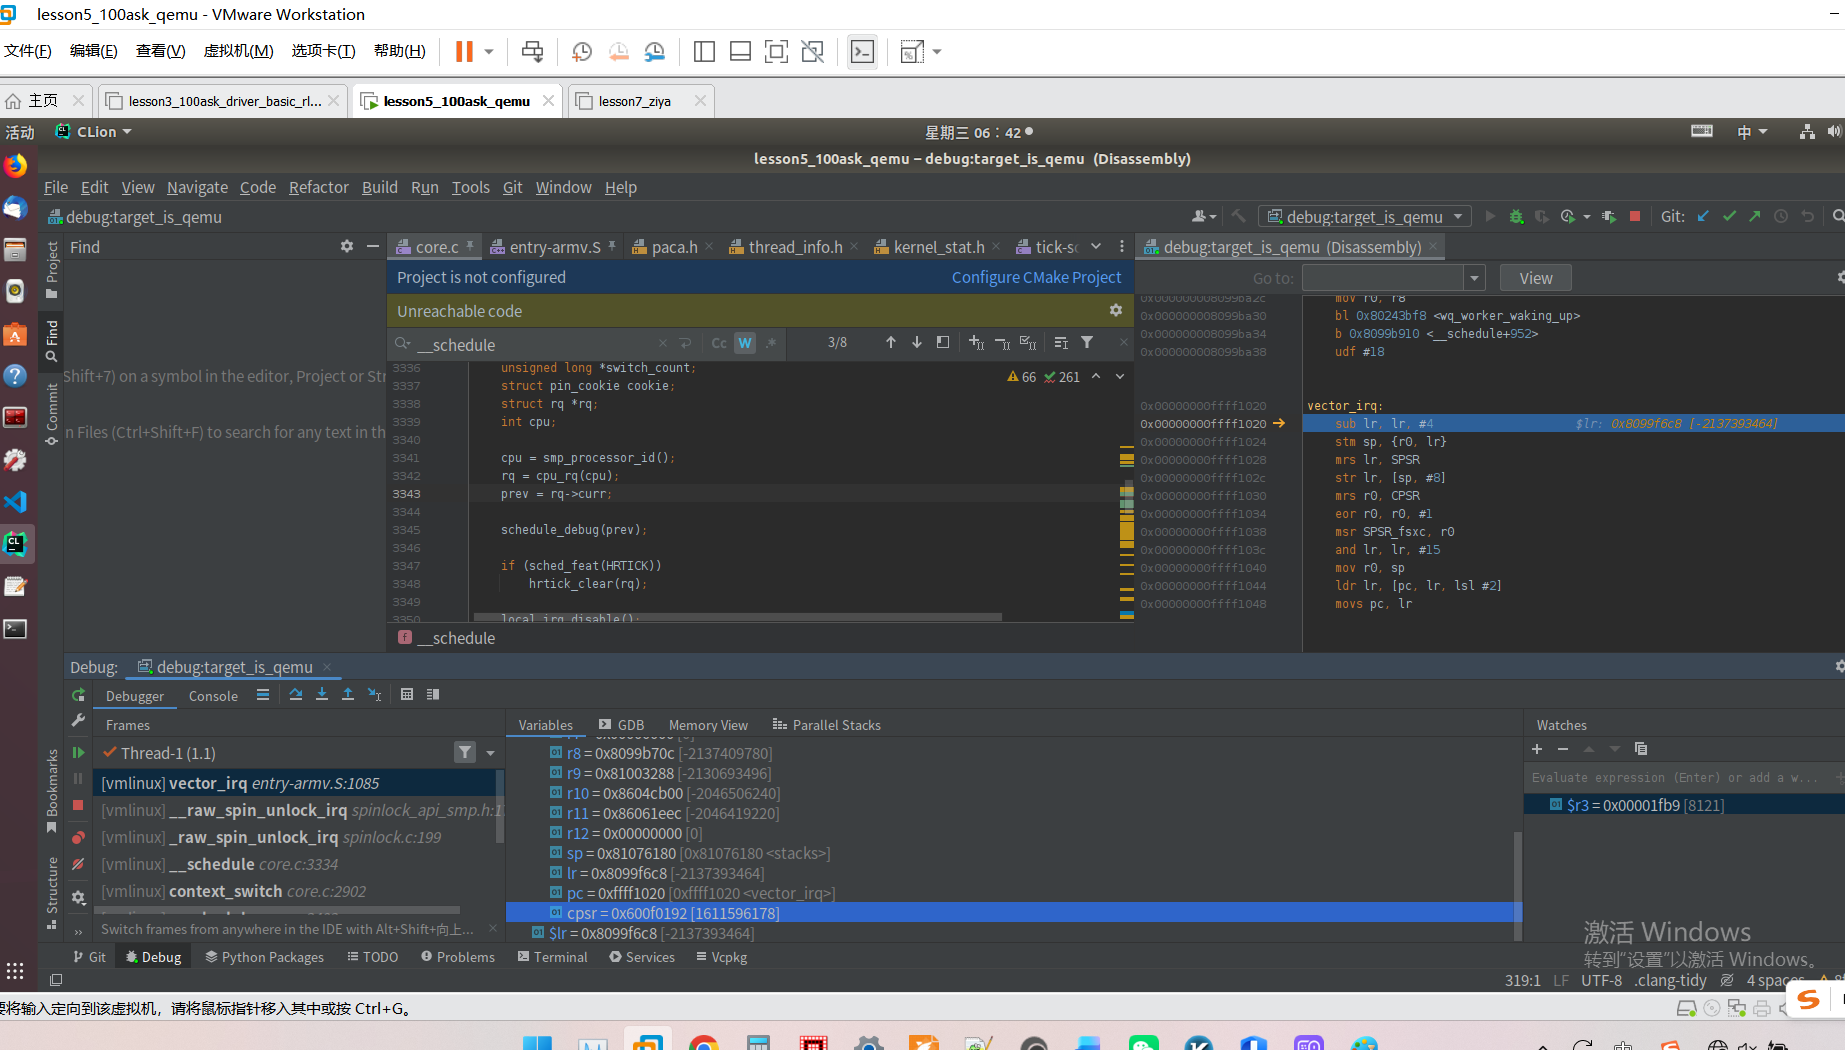 lesson5_100ask_qemu - VMware Workstation
文件(F) 编辑(E) 查看(V) 虚拟机(M) 选项卡(T) 帮助(H)
主页 lesson3_100ask_driver_basic_rl... lesson5_100ask_qemu lesson7_ziya
活动 CLion 星期三 06：42 中
lesson5_100ask_qemu – debug:target_is_qemu (Disassembly)
File Edit View Navigate Code Refactor Build Run Tools Git Window Help
debug:target_is_qemu debug:target_is_qemu Git:
Find core.c entry-armv.S paca.h thread_info.h kernel_stat.h tick-sc debug:target_is_qemu (Disassembly)
Project is not configured Configure CMake Project Go to: View
Unreachable code
__schedule Cc W .* 3/8
66 261
Project
Find
Commit
Bookmarks
Structure
Shift+7) on a symbol in the editor, Project or Str
n Files (Ctrl+Shift+F) to search for any text in th
3336 unsigned long *switch_count;
3337 struct pin_cookie cookie;
3338 struct rq *rq;
3339 int cpu;
3340
3341 cpu = smp_processor_id();
3342 rq = cpu_rq(cpu);
3343 prev = rq->curr;
3344
3345 schedule_debug(prev);
3346
3347 if (sched_feat(HRTICK))
3348 hrtick_clear(rq);
3349
3350 local_irq_disable();
__schedule
0x000000008099ba2c mov r0, r8
0x000000008099ba30 bl 0x80243bf8 <wq_worker_waking_up>
0x000000008099ba34 b 0x8099b910 <__schedule+952>
0x000000008099ba38 udf #18
0x00000000ffff1020 vector_irq:
0x00000000ffff1020 sub lr, lr, #4 $lr: 0x8099f6c8 [-2137393464]
0x00000000ffff1024 stm sp, {r0, lr}
0x00000000ffff1028 mrs lr, SPSR
0x00000000ffff102c str lr, [sp, #8]
0x00000000ffff1030 mrs r0, CPSR
0x00000000ffff1034 eor r0, r0, #1
0x00000000ffff1038 msr SPSR_fsxc, r0
0x00000000ffff103c and lr, lr, #15
0x00000000ffff1040 mov r0, sp
0x00000000ffff1044 ldr lr, [pc, lr, lsl #2]
0x00000000ffff1048 movs pc, lr
Debug: debug:target_is_qemu
Debugger Console
Frames
Thread-1 (1.1)
[vmlinux] vector_irq entry-armv.S:1085
[vmlinux] __raw_spin_unlock_irq spinlock_api_smp.h:1
[vmlinux] _raw_spin_unlock_irq spinlock.c:199
[vmlinux] __schedule core.c:3334
[vmlinux] context_switch core.c:2902
Switch frames from anywhere in the IDE with Alt+Shift+向上...
Variables GDB Memory View Parallel Stacks
r8 = 0x8099b70c [-2137409780]
r9 = 0x81003288 [-2130693496]
r10 = 0x8604cb00 [-2046506240]
r11 = 0x86061eec [-2046419220]
r12 = 0x00000000 [0]
sp = 0x81076180 [0x81076180 <stacks>]
lr = 0x8099f6c8 [-2137393464]
pc = 0xffff1020 [0xffff1020 <vector_irq>]
cpsr = 0x600f0192 [1611596178]
$lr = 0x8099f6c8 [-2137393464]
Watches
Evaluate expression (Enter) or add a w...
$r3 = 0x00001fb9 [8121]
激活 Windows
转到“设置”以激活 Windows。
Git Debug Python Packages TODO Problems Terminal Services Vcpkg
319:1 LF UTF-8 .clang-tidy 4 spaces
要将输入定向到该虚拟机，请将鼠标指针移入其中或按 Ctrl+G。